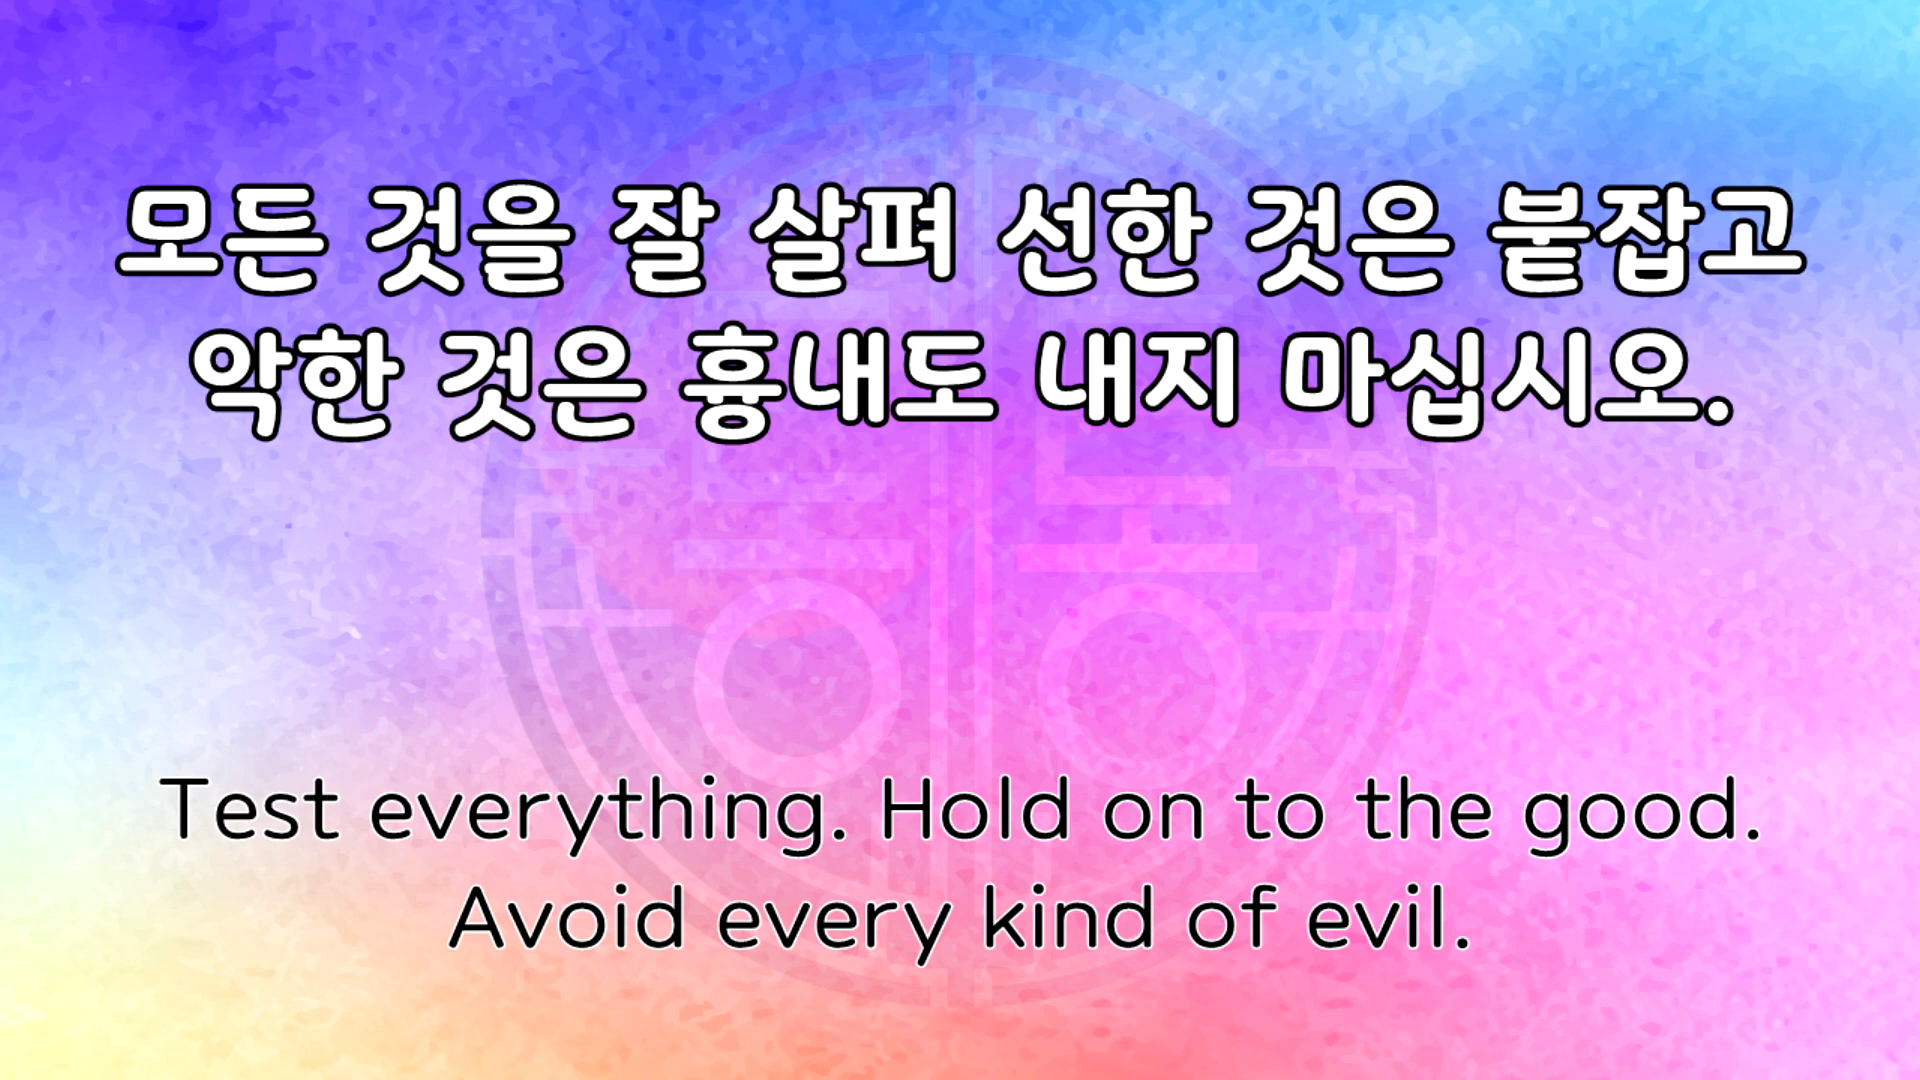 모든 것을 잘 살펴 선한 것은 붙잡고
악한 것은 흉내도 내지 마십시오.
Test everything. Hold on to the good.
Avoid every kind of evil.